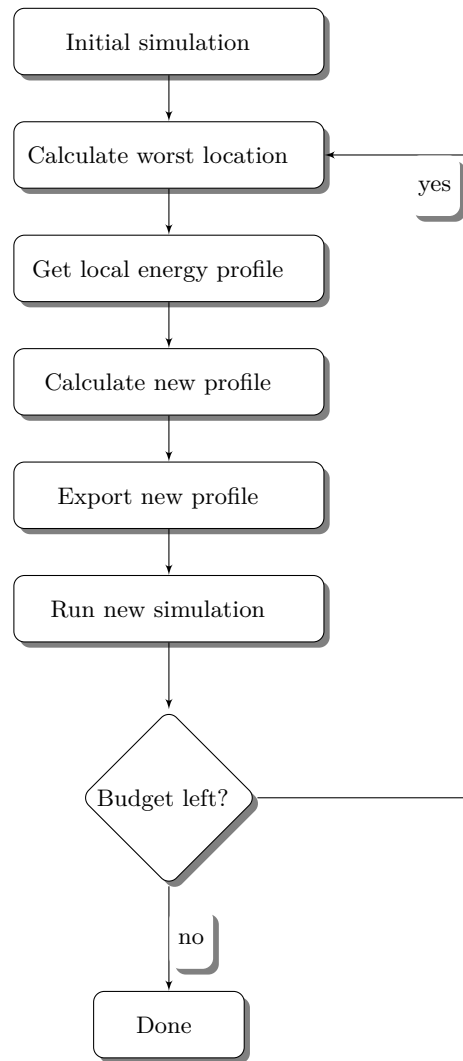 Initial simulation
Calculate worst location
yes
Get local energy profile
Calculate new profile
Export new profile
Run new simulation
Budget left?
no
Done